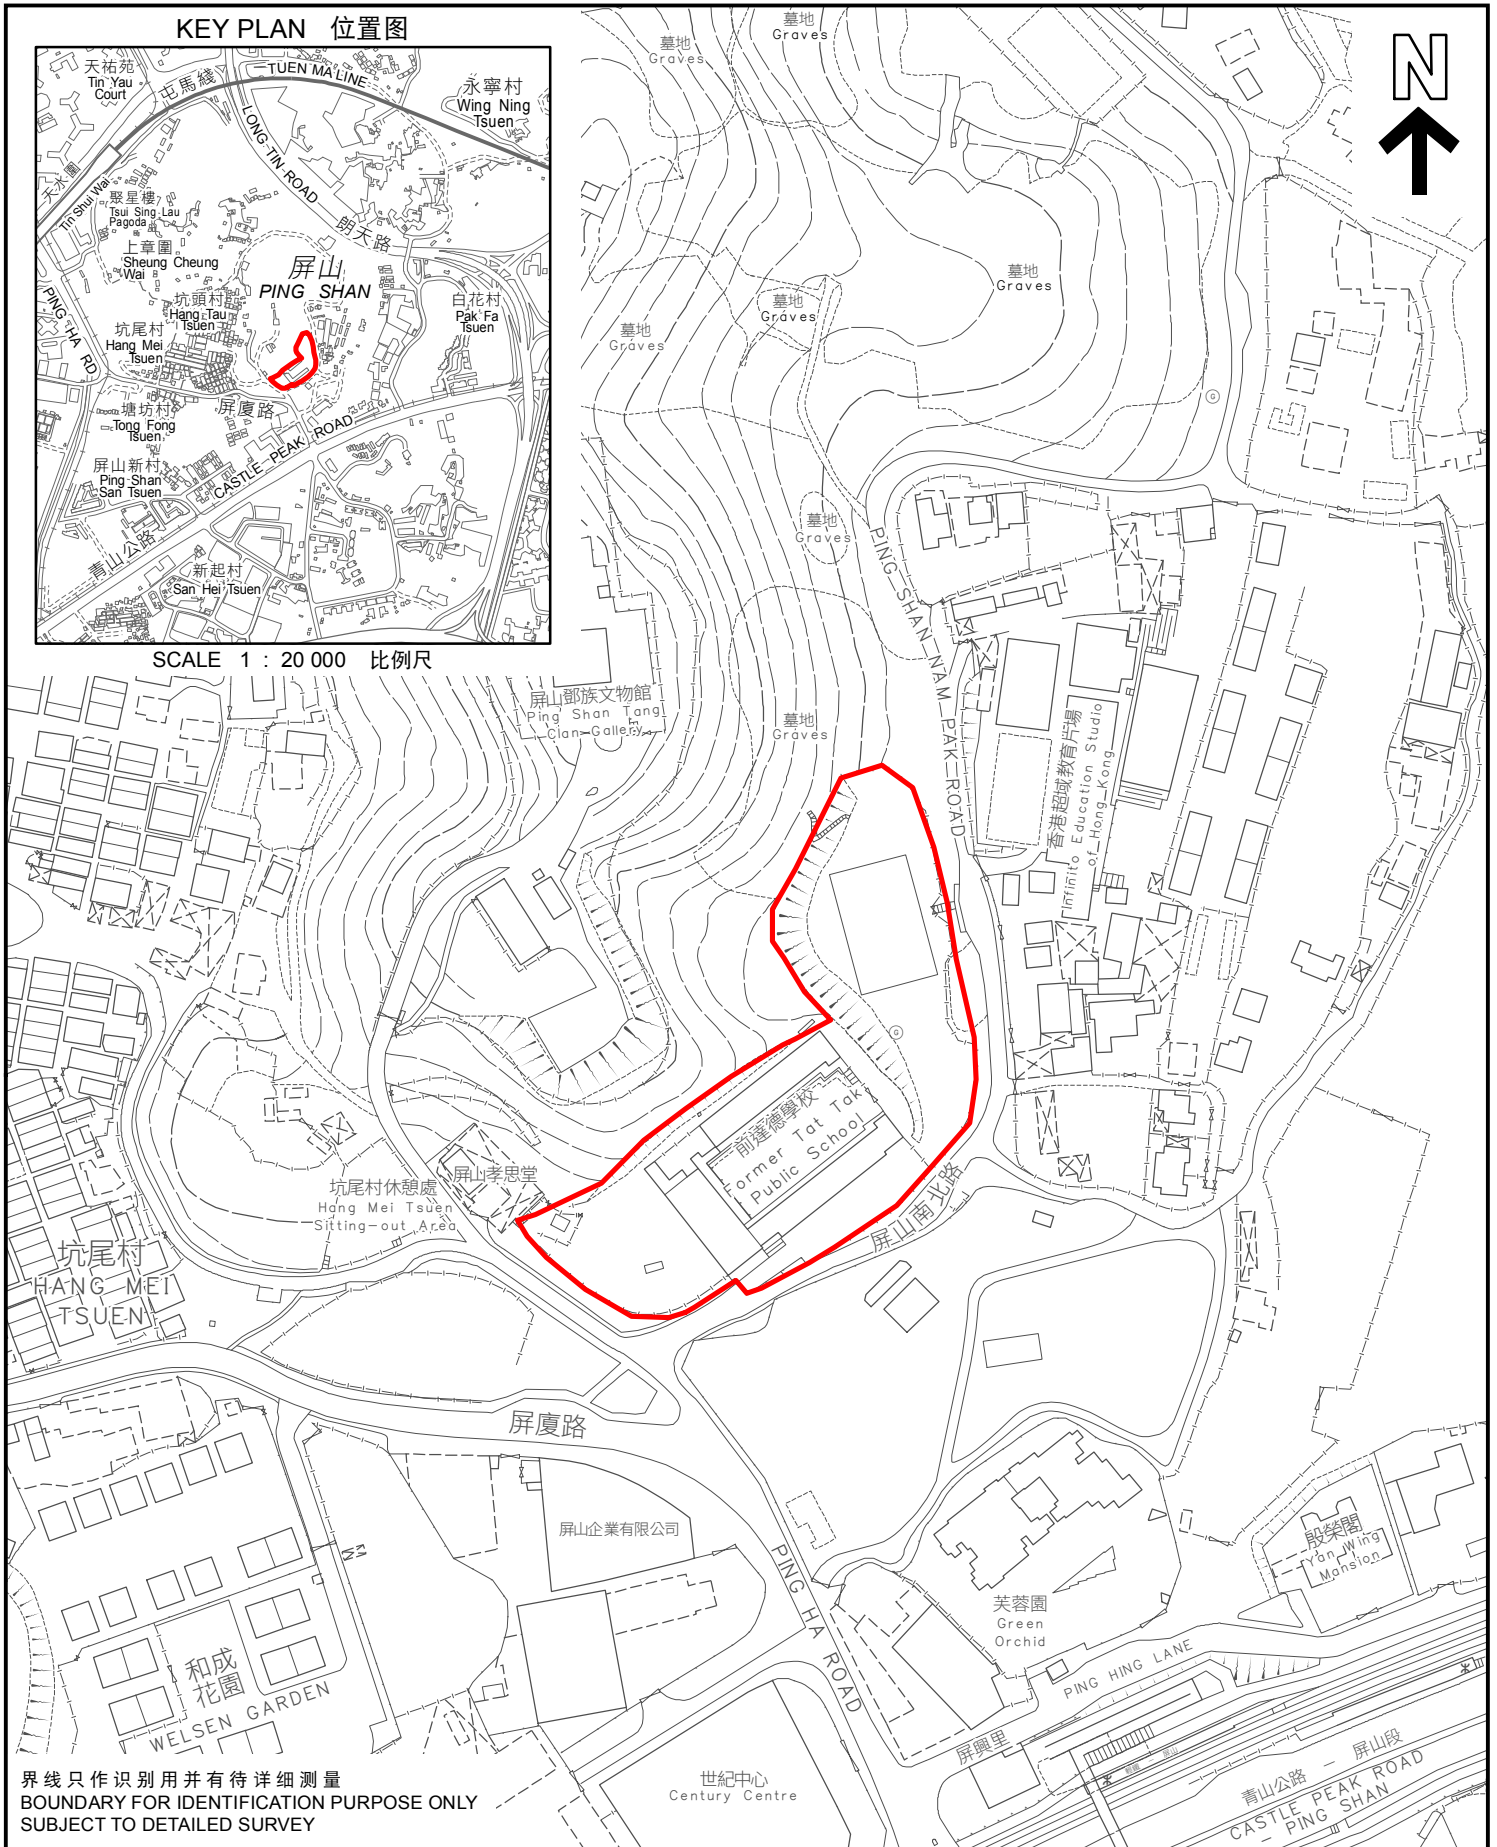 KEY PLAN 位置图
天祐苑
Tin Yau
Court
屯馬綫
TUEN MA LINE
永寧村
Wing Ning
Tsuen
LONG TIN ROAD
朗天路
天水圍
Tin Shui Wai
聚星樓
Tsui Sing Lau
Pagoda
上章圍
Sheung Cheung
Wai
屏山
PING SHAN
坑頭村
Hang Tau
Tsuen
白花村
Pak Fa
Tsuen
PING HA RD
坑尾村
Hang Mei
Tsuen
塘坊村
Tong Fong
Tsuen
屏廈路
CASTLE PEAK ROAD
屏山新村
Ping Shan
San Tsuen
青山公路
新起村
San Hei Tsuen
SCALE 1 : 20 000 比例尺
N
墓地
Graves
墓地
Graves
墓地
Graves
墓地
Graves
墓地
Graves
墓地
Graves
墓地
Graves
G
PING SHAN NAM PAK ROAD
屏山鄧族文物館
Ping Shan Tang
Clan Gallery
香港超域教育片場
Infinito Education Studio
of Hong Kong
G
前達德學校
Former Tat Tak
Public School
屏山孝思堂
坑尾村休憩處
Hang Mei Tsuen
Sitting-out Area
屏山南北路
坑尾村
HANG MEI
TSUEN
屏廈路
屏山企業有限公司
PING HA ROAD
殷榮閣
Yan Wing
Mansion
芙蓉園
Green
Orchid
和成
花園
WELSEN GARDEN
PING HING LANE
屏興里
世紀中心
Century Centre
青山公路 — 屏山段
CASTLE PEAK ROAD
- PING SHAN
界线只作识别用并有待详细测量
BOUNDARY FOR IDENTIFICATION PURPOSE ONLY
SUBJECT TO DETAILED SURVEY